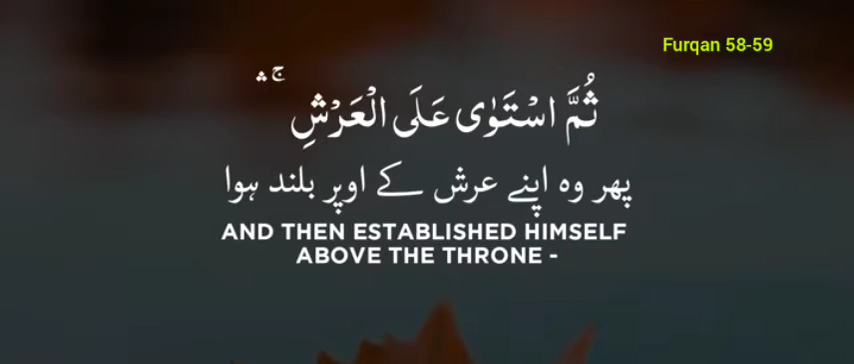 Furqan 58-59
ثُمَّ اسْتَوٰى عَلَى الْعَرْشِ ۛۚ
پھر وہ اپنے عرش کے اوپر بلند ہوا
AND THEN ESTABLISHED HIMSELF
ABOVE THE THRONE -